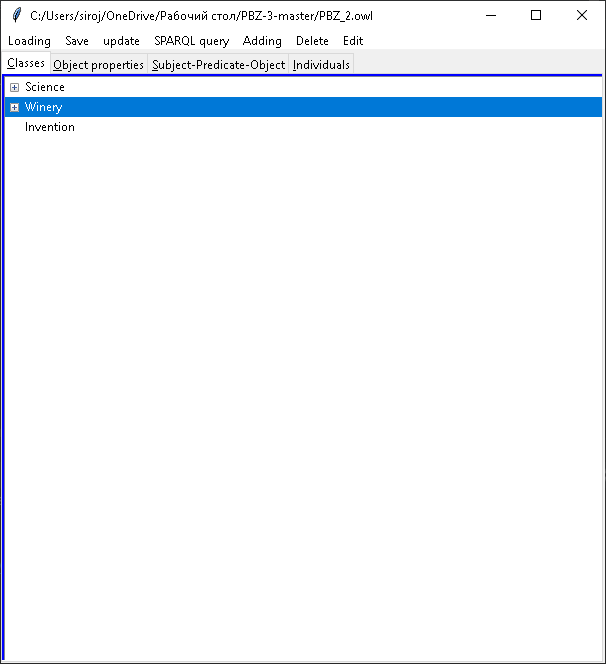 C:/Users/siroj/OneDrive/Рабочий стол/PBZ-3-master/PBZ_2.owl
Loading Save update SPARQL query Adding Delete Edit
Classes Object properties Subject-Predicate-Object Individuals
Science
Winery
Invention